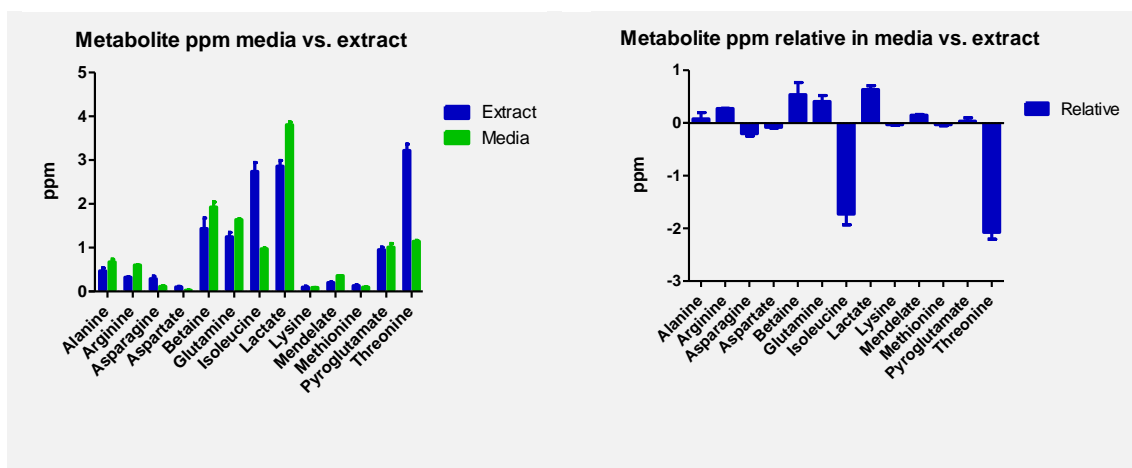 Metabolite ppm media vs. extract
5
4
3
2
1
0
ppm
Extract
Media
Alanine
Arginine
Asparagine
Aspartate
Betaine
Glutamine
Isoleucine
Lactate
Lysine
Mendelate
Methionine
Pyroglutamate
Threonine
Metabolite ppm relative in media vs. extract
1
0
-1
-2
-3
ppm
Relative
Alanine
Arginine
Asparagine
Aspartate
Betaine
Glutamine
Isoleucine
Lactate
Lysine
Mendelate
Methionine
Pyroglutamate
Threonine